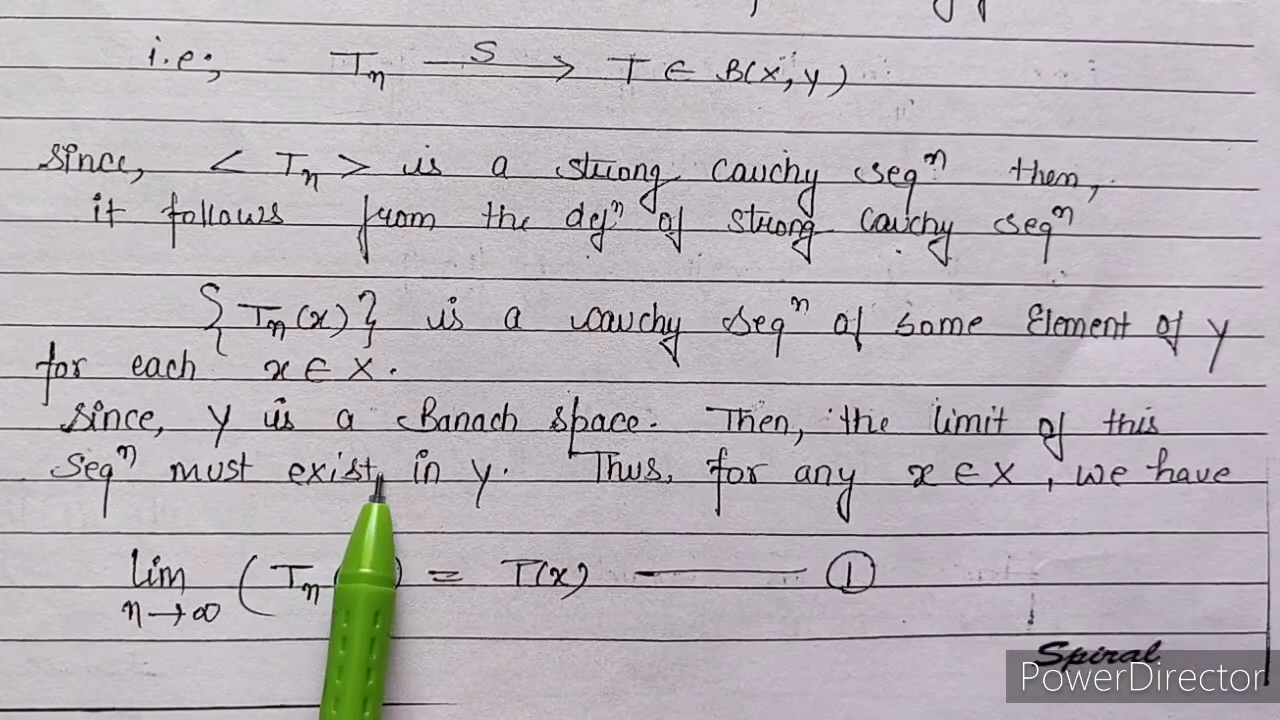 i.e;, Tₙ —S→ T ∈ B(X, Y)
Since, < Tₙ > is a strong cauchy seqⁿ then,
it follows from the defⁿ of strong cauchy seqⁿ
{Tₙ(x)} is a cauchy seqⁿ of some Element of Y
for each x ∈ X.
Since, Y is a Banach space. Then, the limit of this
seqⁿ must exist, in Y. Thus, for any x ∈ X, we have
lim (Tₙ ) = T(x) ——— ①
n→∞
Spiral
PowerDirector